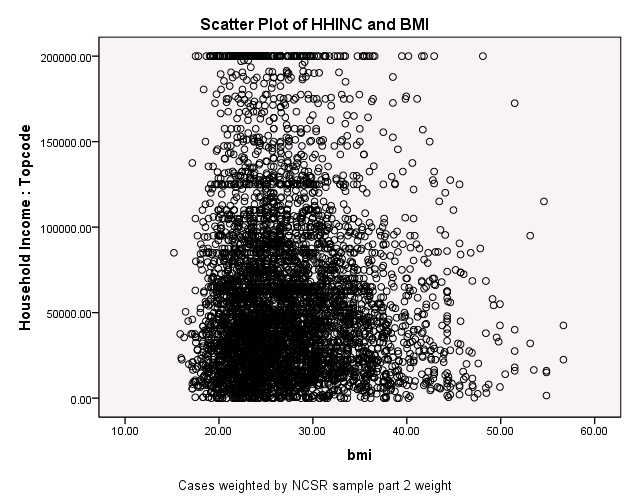 Scatter Plot of HHINC and BMI
Household Income : Topcode
200000.00
150000.00
100000.00
50000.00
0.00
10.00 20.00 30.00 40.00 50.00 60.00
bmi
Cases weighted by NCSR sample part 2 weight